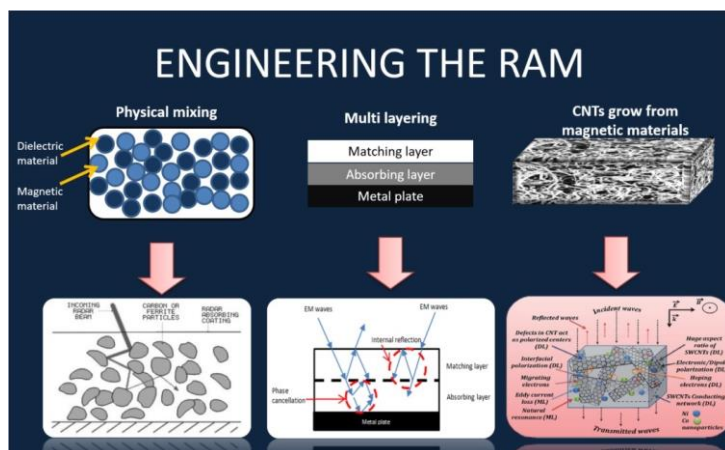 ENGINEERING THE RAM
Physical mixing
Dielectric
material
Magnetic
material
Multi layering
Matching layer
Absorbing layer
Metal plate
CNTs grow from
magnetic materials
INCOMING
RADAR
BEAM
CARBON OR
FERRITE
PARTICLES
RADAR
ABSORBING
COATING
EM waves
EM waves
Internal reflection
Matching layer
Phase
cancellation
Absorbing layer
Metal plate
Reflected waves
Incident waves
Defects in CNT act
as polarized centers (DL)
Interfacial
polarization (DL)
Migrating
electrons
Eddy current
loss (ML)
Natural
resonance (ML)
Huge aspect
ratio of
SWCNTs (DL)
Electronic/Dipol
polarization (DL)
Hoping
electrons (DL)
SWCNTs Conducting
network (DL)
Ni
Co
nanoparticles
Transmitted waves